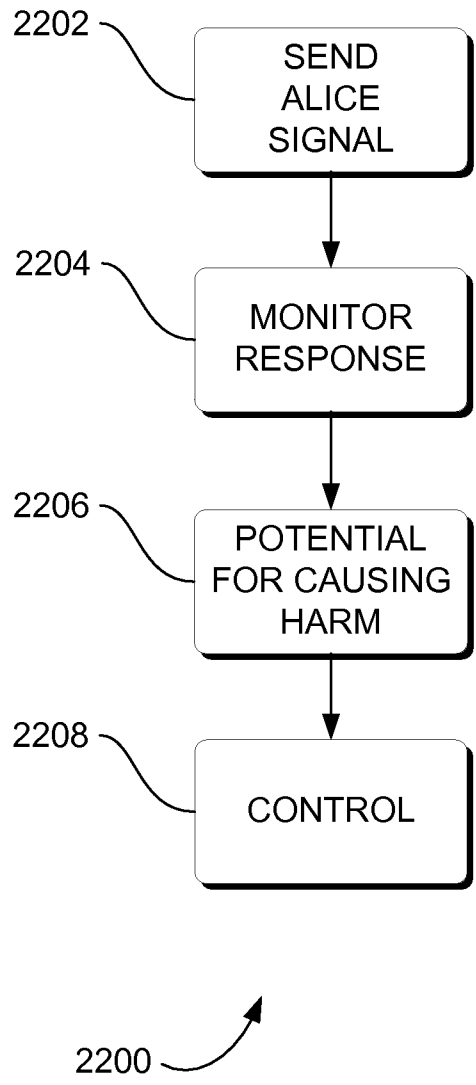 2202
SEND
ALICE
SIGNAL
2204
MONITOR
RESPONSE
2206
POTENTIAL
FOR CAUSING
HARM
2208
CONTROL
2200